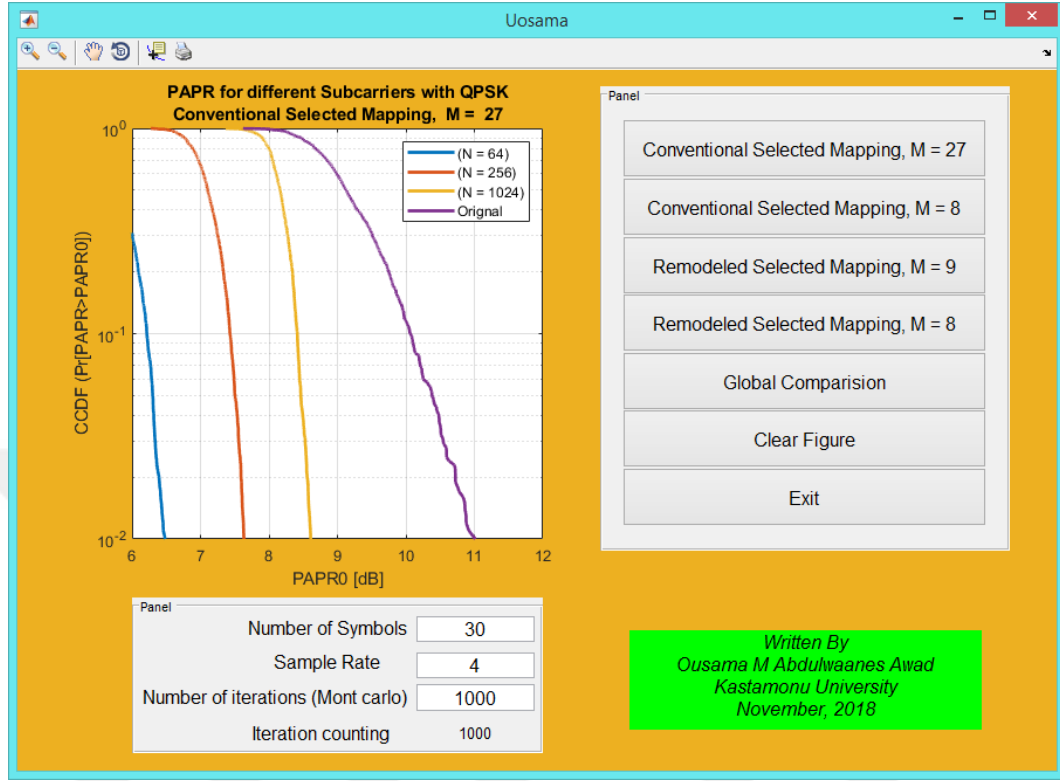 Uosama
PAPR for different Subcarriers with QPSK
Conventional Selected Mapping, M = 27
10^0
10^-1
10^-2
CCDF (Pr[PAPR>PAPR0])
(N = 64)
(N = 256)
(N = 1024)
Orignal
6 7 8 9 10 11 12
PAPR0 [dB]
Panel
Conventional Selected Mapping, M = 27
Conventional Selected Mapping, M = 8
Remodeled Selected Mapping, M = 9
Remodeled Selected Mapping, M = 8
Global Comparision
Clear Figure
Exit
Panel
Number of Symbols 30
Sample Rate 4
Number of iterations (Mont carlo) 1000
Iteration counting 1000
Written By
Ousama M Abdulwaanes Awad
Kastamonu University
November, 2018